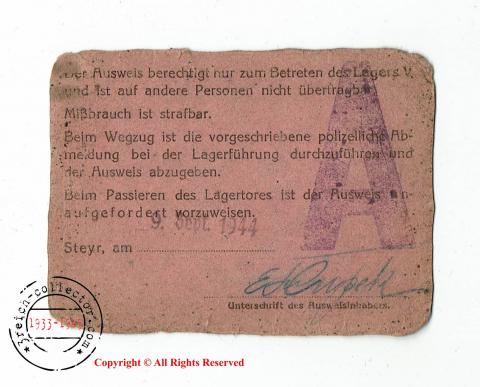 Der Ausweis berechtigt nur zum Betreten des Lagers V
und ist auf andere Personen nicht übertragbar
Mißbrauch ist strafbar.
Beim Wegzug ist die vorgeschriebene polizeiliche Ab-
meldung bei der Lagerführung durchzuführen und
der Ausweis abzugeben.
Beim Passieren des Lagertores ist der Ausweis un-
aufgefordert vorzuweisen.
9. Sept. 1944
Steyr, am
A
Unterschrift des Ausweisinhabers.
3reich-collector.com
1933-1945
Copyright © All Rights Reserved